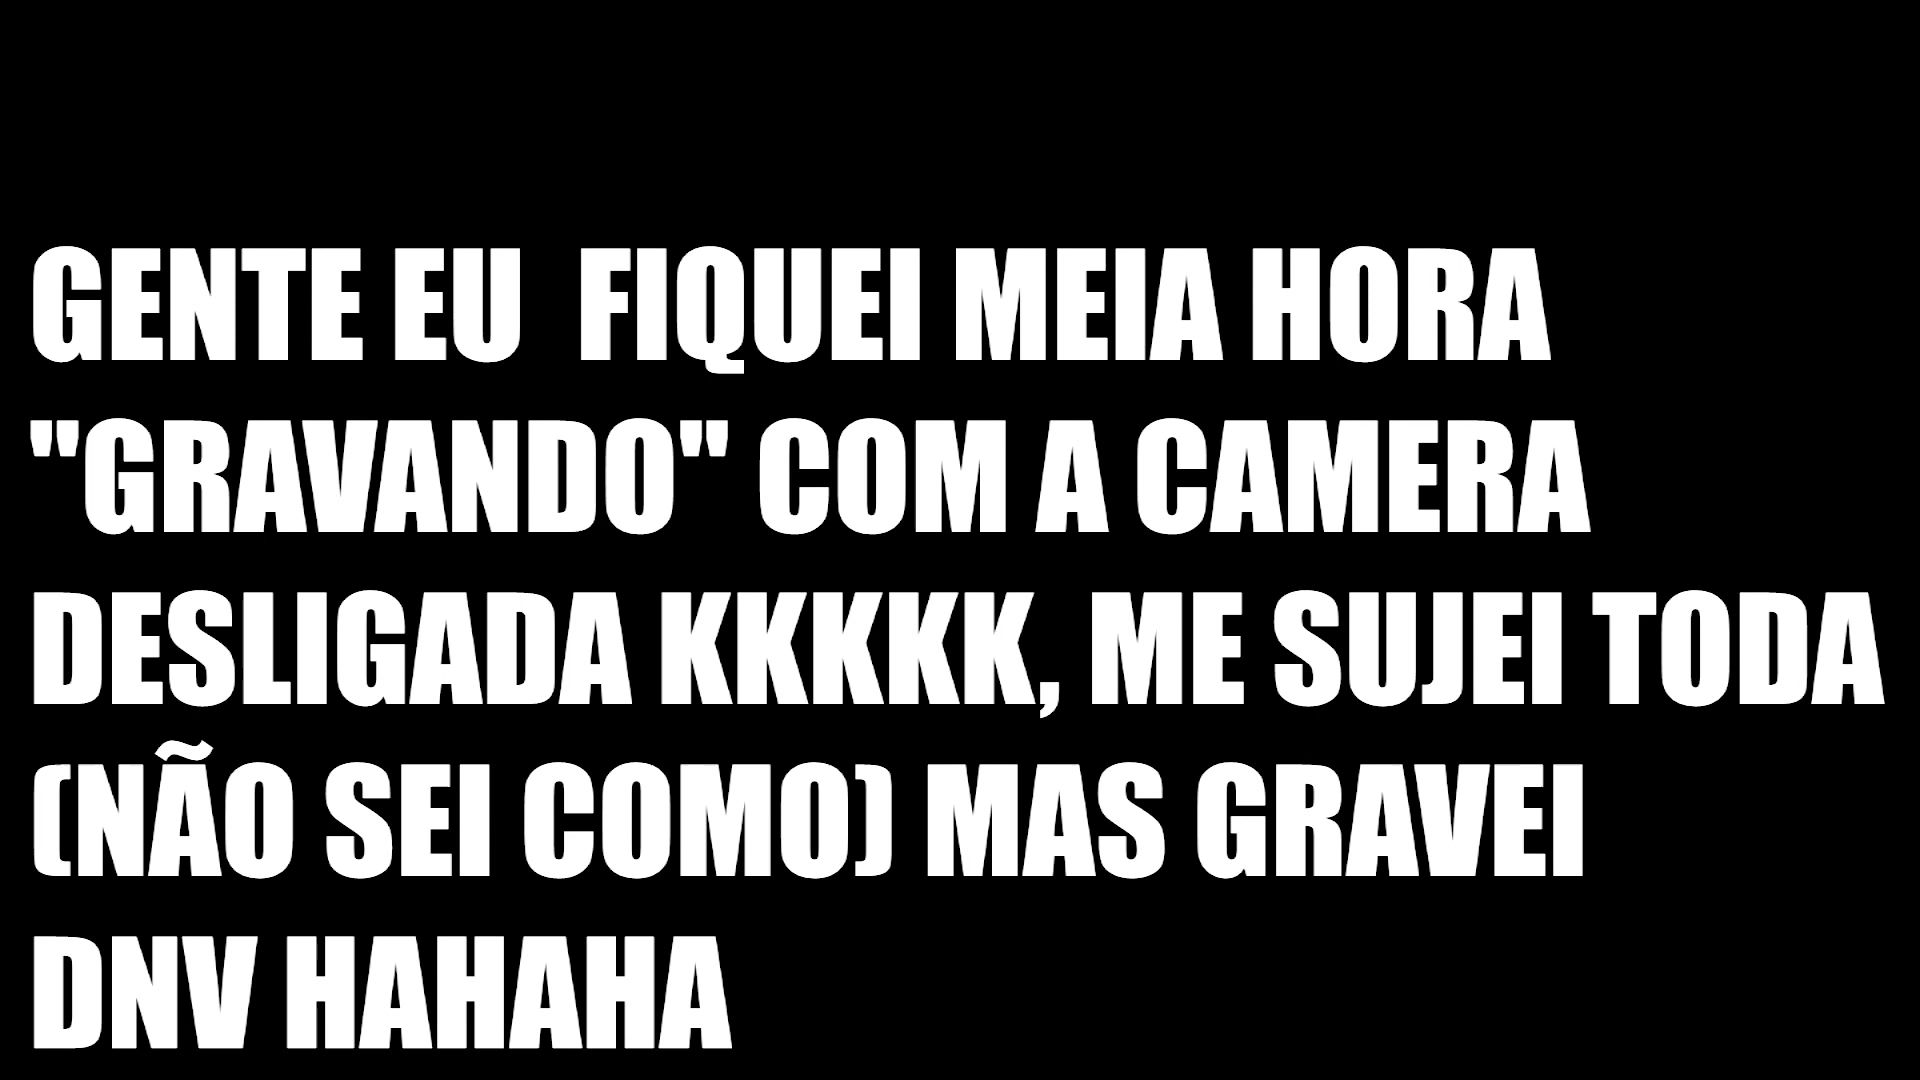 GENTE EU  FIQUEI MEIA HORA
"GRAVANDO" COM A CAMERA
DESLIGADA KKKKK, ME SUJEI TODA
(NÃO SEI COMO) MAS GRAVEI
DNV HAHAHA